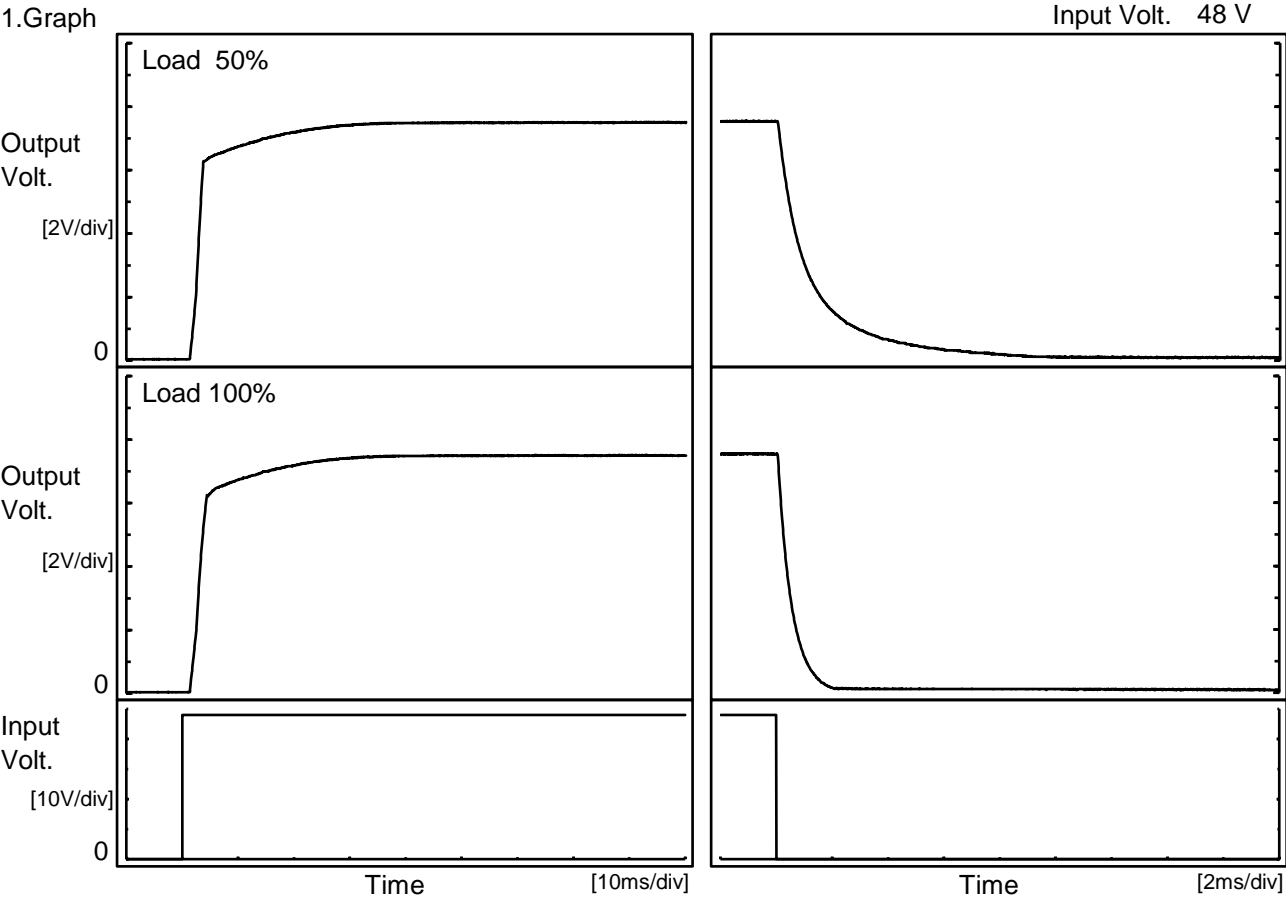 1.Graph
Input Volt. 48 V
Load 50%
Output
Volt.
[2V/div]
0
Load 100%
Output
Volt.
[2V/div]
0
Input
Volt.
[10V/div]
0
Time
[10ms/div]
Time
[2ms/div]